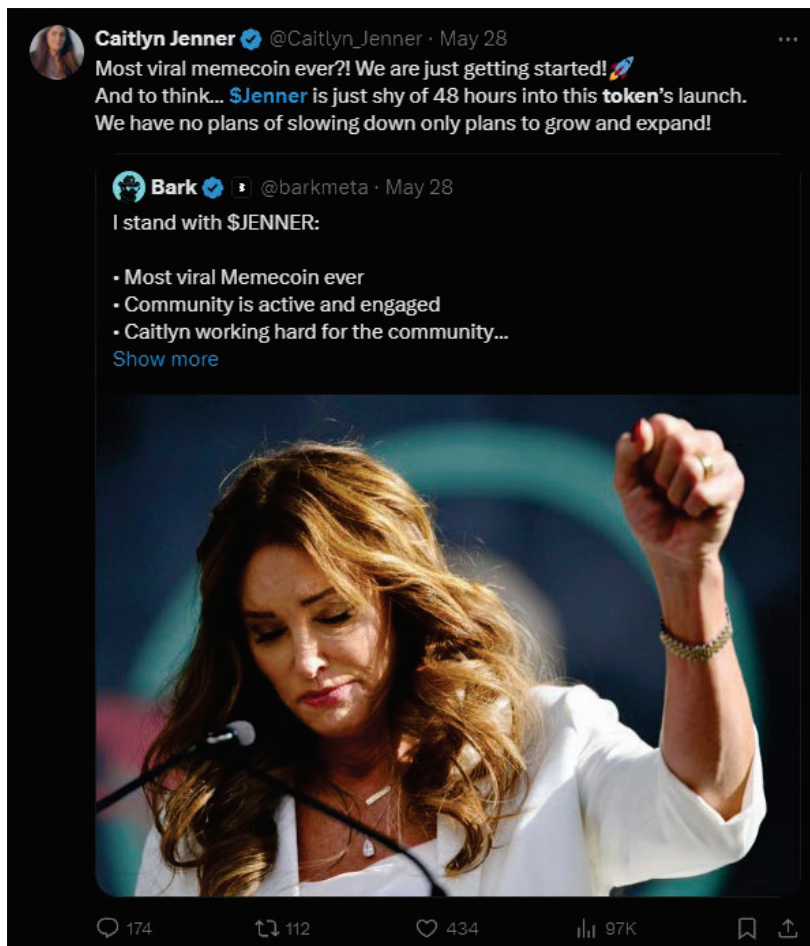 Caitlyn Jenner @Caitlyn_Jenner · May 28
Most viral memecoin ever?! We are just getting started!🚀
And to think... $Jenner is just shy of 48 hours into this token's launch.
We have no plans of slowing down only plans to grow and expand!
Bark @barkmeta · May 28
I stand with $JENNER:
• Most viral Memecoin ever
• Community is active and engaged
• Caitlyn working hard for the community...
Show more
174 112 434 97K